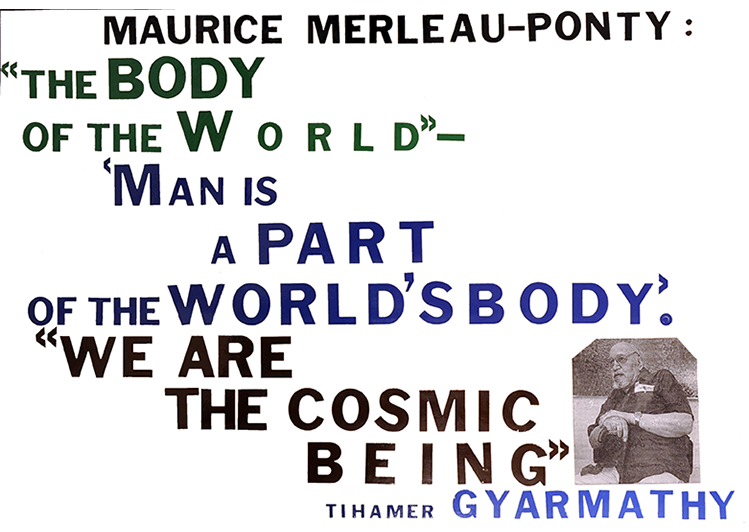 MAURICE MERLEAU-PONTY:
“THE BODY
OF THE WORLD”–
‘MAN IS
A PART
OF THE WORLD'S BODY’.
“WE ARE
THE COSMIC
BEING”
TIHAMER GYARMATHY